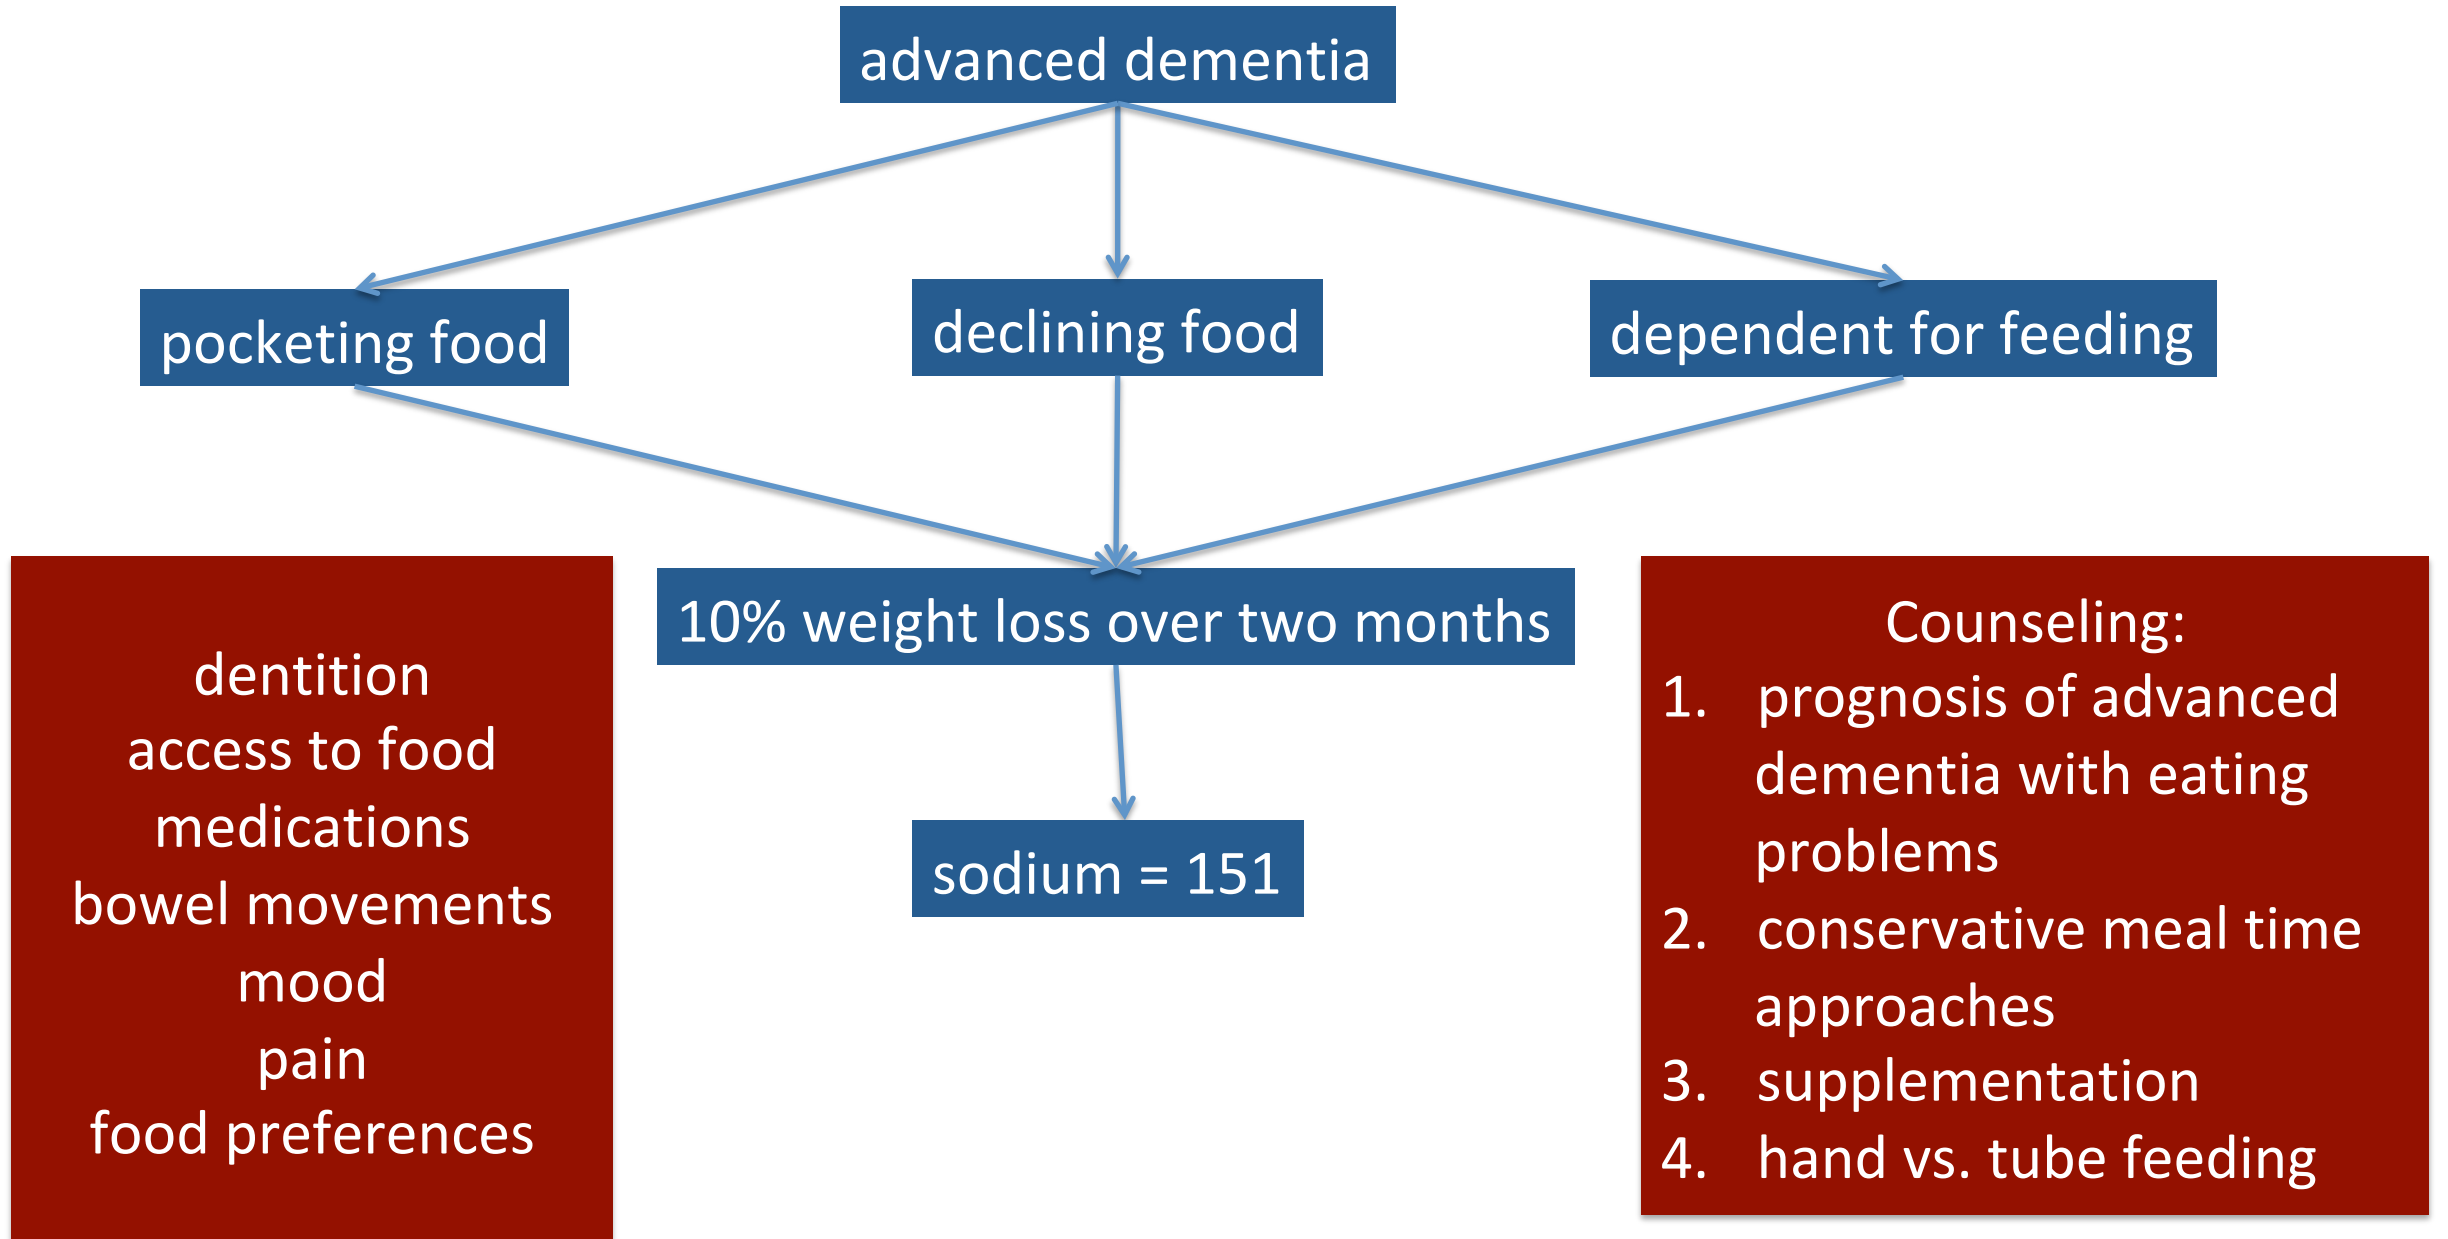 advanced dementia
pocketing food
declining food
dependent for feeding
10% weight loss over two months
sodium = 151
dentition
access to food
medications
bowel movements
mood
pain
food preferences
Counseling:
1. prognosis of advanced
dementia with eating
problems
2. conservative meal time
approaches
3. supplementation
4. hand vs. tube feeding